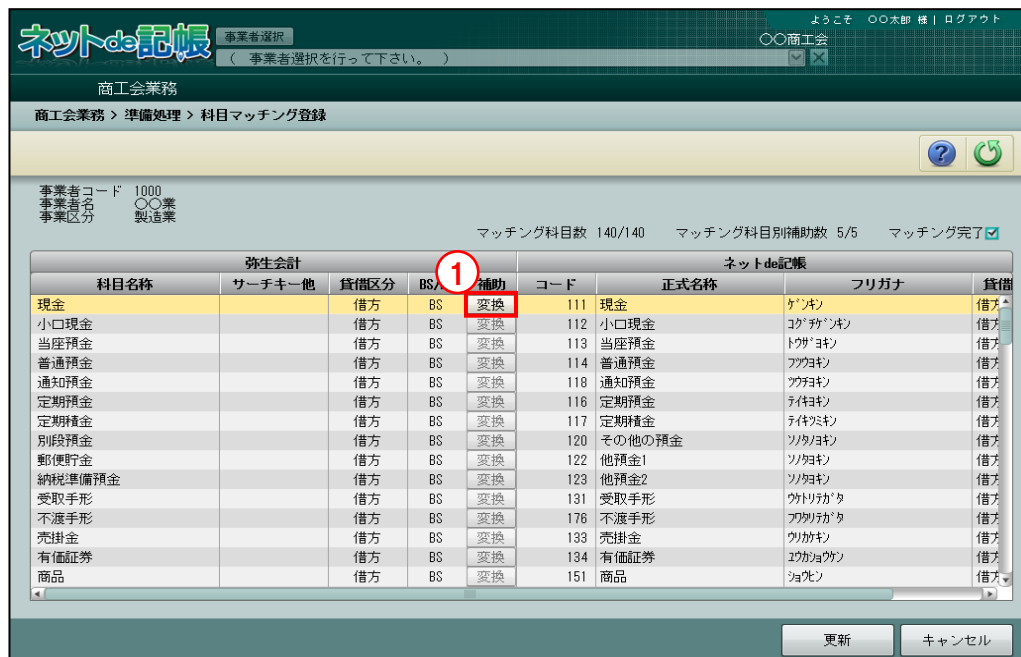 ようこそ 〇〇太郎 様 | ログアウト
ネットde記帳 事業者選択 〇〇商工会
( 事業者選択を行って下さい。 )
商工会業務
商工会業務 > 準備処理 > 科目マッチング登録
事業者コード 1000
事業者名 〇〇業
事業区分 製造業
マッチング科目数 140/140 マッチング科目別補助数 5/5 マッチング完了
弥生会計 ネットde記帳
科目名称 サーチキー他 貸借区分 BS/ 補助 コード 正式名称 フリガナ 貸借
1
現金 借方 BS 変換 111 現金 ｹﾞﾝｷﾝ 借方
小口現金 借方 BS 変換 112 小口現金 ｺｸﾞﾁｹﾞﾝｷﾝ 借方
当座預金 借方 BS 変換 113 当座預金 ﾄｳｻﾞﾖｷﾝ 借方
普通預金 借方 BS 変換 114 普通預金 ﾌﾂｳﾖｷﾝ 借方
通知預金 借方 BS 変換 118 通知預金 ﾂｳﾁﾖｷﾝ 借方
定期預金 借方 BS 変換 116 定期預金 ﾃｲｷﾖｷﾝ 借方
定期積金 借方 BS 変換 117 定期積金 ﾃｲｷﾂﾐｷﾝ 借方
別段預金 借方 BS 変換 120 その他の預金 ｿﾉﾀﾉﾖｷﾝ 借方
郵便貯金 借方 BS 変換 122 他預金1 ｿﾉﾀﾖｷﾝ 借方
納税準備預金 借方 BS 変換 123 他預金2 ｿﾉﾀﾖｷﾝ 借方
受取手形 借方 BS 変換 131 受取手形 ｳｹﾄﾘﾃｶﾞﾀ 借方
不渡手形 借方 BS 変換 176 不渡手形 ﾌﾜﾀﾘﾃｶﾞﾀ 借方
売掛金 借方 BS 変換 133 売掛金 ｳﾘｶｹｷﾝ 借方
有価証券 借方 BS 変換 134 有価証券 ﾕｳｶｼｮｳｹﾝ 借方
商品 借方 BS 変換 151 商品 ｼｮｳﾋﾝ 借方
更新 キャンセル